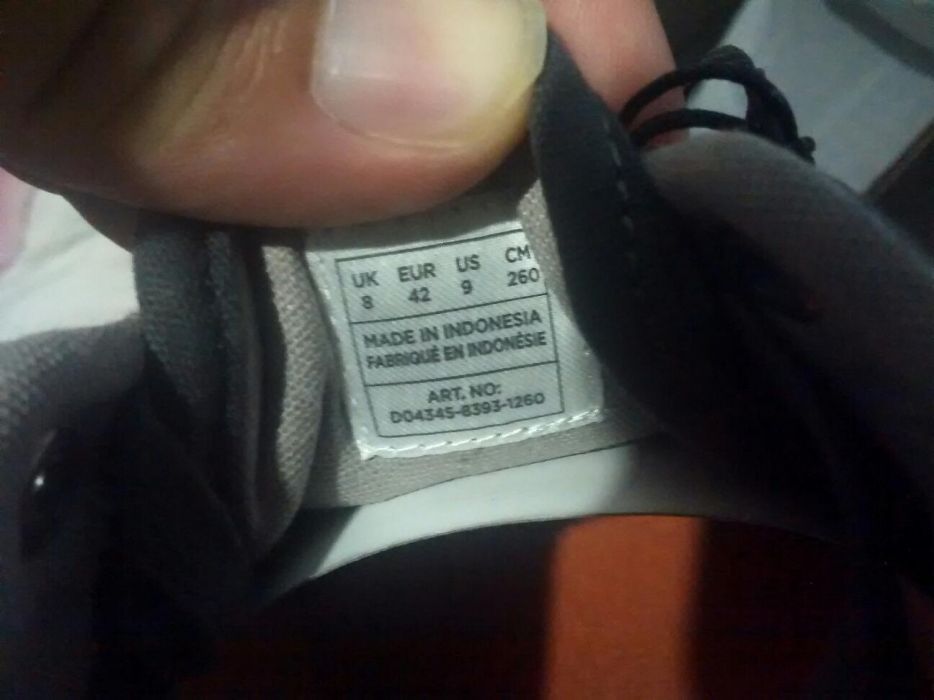 UK EUR US CM
8 42 9 260
MADE IN INDONESIA
FABRIQUÉ EN INDONÉSIE
ART. NO:
D04345-8393-1260